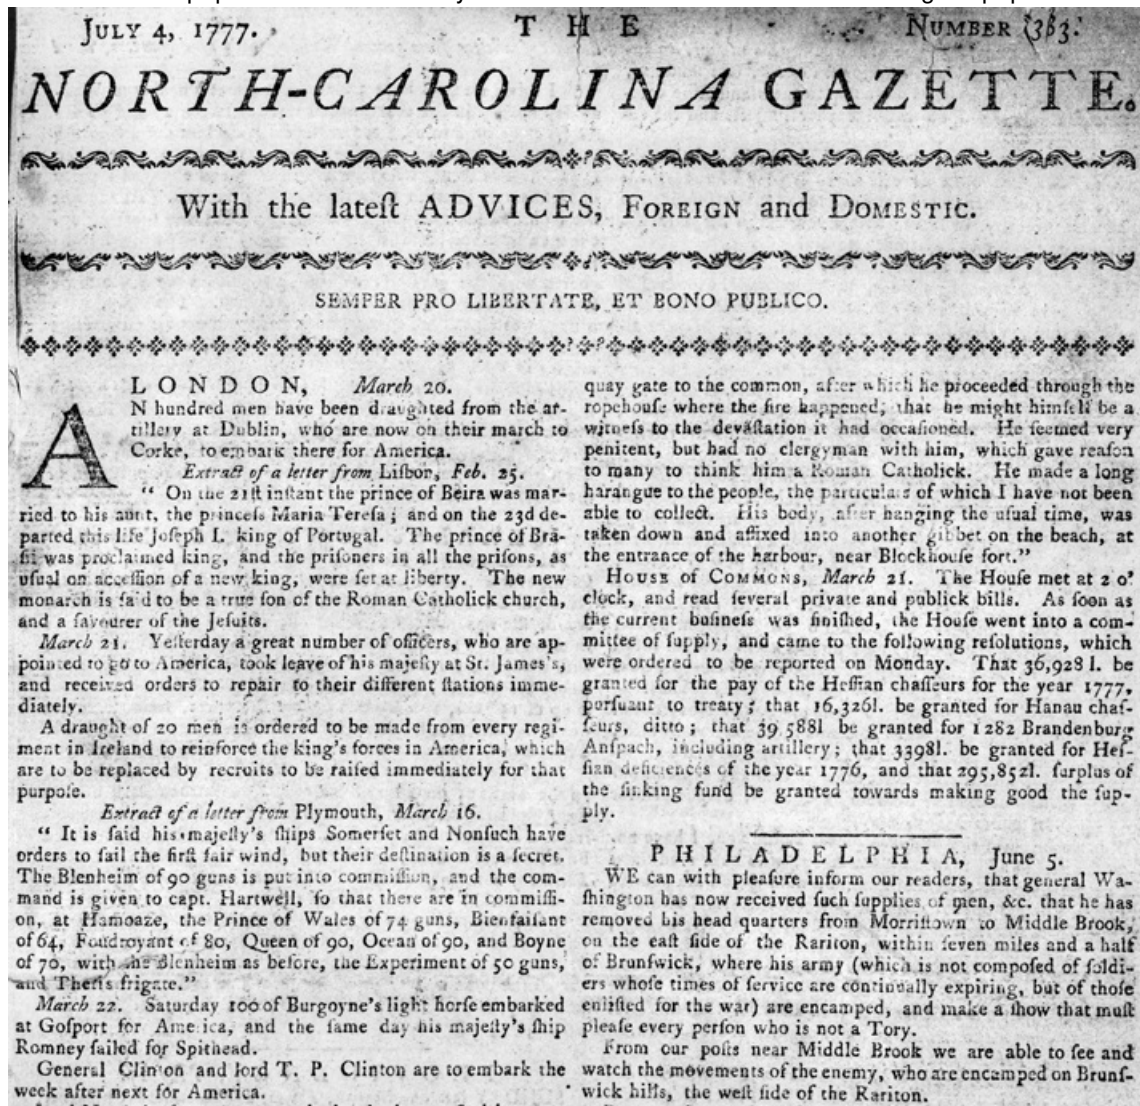 JULY 4, 1777.
THE
NUMBER 383.
NORTH-CAROLINA GAZETTE.
With the lateſt ADVICES, FOREIGN and DOMESTIC.
SEMPER PRO LIBERTATE, ET BONO PUBLICO.
LONDON, March 20.
AN hundred men have been draughted from the ar-
tillery at Dublin, who are now on their march to
Corke, to embark there for America.
Extract of a letter from Liſbon, Feb. 25.
“ On the 21ſt inſtant the prince of Beira was mar-
ried to his aunt, the princeſs Maria Tereſa; and on the 23d de-
parted this life Joſeph I. king of Portugal. The prince of Bra-
ſil was proclaimed king, and the priſoners in all the priſons, as
uſual on acceſſion of a new king, were ſet at liberty. The new
monarch is ſaid to be a true ſon of the Roman Catholick church,
and a favourer of the Jeſuits.
March 21. Yeſterday a great number of officers, who are ap-
pointed to go to America, took leave of his majeſty at St. James's,
and received orders to repair to their different ſtations imme-
diately.
A draught of 20 men is ordered to be made from every regi-
ment in Ireland to reinforce the king's forces in America, which
are to be replaced by recruits to be raiſed immediately for that
purpoſe.
Extract of a letter from Plymouth, March 16.
“ It is ſaid his majeſty's ſhips Somerſet and Nonſuch have
orders to ſail the firſt fair wind, but their deſtination is a ſecret.
The Blenheim of 90 guns is put into commiſſion, and the com-
mand is given to capt. Hartwell, ſo that there are in commiſſi-
on, at Hamoaze, the Prince of Wales of 74 guns, Bienfaiſant
of 64, Foudroyant of 80, Queen of 90, Ocean of 90, and Boyne
of 70, with the Blenheim as before, the Experiment of 50 guns,
and Thetis frigate.”
March 22. Saturday 100 of Burgoyne's light horſe embarked
at Goſport for America, and the ſame day his majeſty's ſhip
Romney ſailed for Spithead.
General Clinton and lord T. P. Clinton are to embark the
week after next for America.
quay gate to the common, after which he proceeded through the
ropehouſe where the fire happened, that he might himſelf be a
witneſs to the devaſtation it had occaſioned. He ſeemed very
penitent, but had no clergyman with him, which gave reaſon
to many to think him a Roman Catholick. He made a long
harangue to the people, the particulars of which I have not been
able to collect. His body, after hanging the uſual time, was
taken down and affixed into another gibbet on the beach, at
the entrance of the harbour, near Blockhouſe fort.”
HOUSE of COMMONS, March 21. The Houſe met at 2 o'
clock, and read ſeveral private and publick bills. As ſoon as
the current buſineſs was finiſhed, the Houſe went into a com-
mittee of ſupply, and came to the following reſolutions, which
were ordered to be reported on Monday. That 36,928 l. be
granted for the pay of the Heſſian chaſſeurs for the year 1777,
purſuant to treaty; that 16,326l. be granted for Hanau chaſ-
ſeurs, ditto; that 39,588l be granted for 1282 Brandenburg
Anſpach, including artillery; that 3398l. be granted for Heſ-
ſian deficiences of the year 1776, and that 295,852l. ſurplus of
the ſinking fund be granted towards making good the ſup-
ply.
PHILADELPHIA, June 5.
WE can with pleaſure inform our readers, that general Wa-
ſhington has now received ſuch ſupplies of men, &c. that he has
removed his head quarters from Morriſtown to Middle Brook,
on the eaſt ſide of the Rariton, within ſeven miles and a half
of Brunſwick, where his army (which is not compoſed of ſoldi-
ers whoſe times of ſervice are continually expiring, but of thoſe
enliſted for the war) are encamped, and make a ſhow that muſt
pleaſe every perſon who is not a Tory.
From our poſts near Middle Brook we are able to ſee and
watch the movements of the enemy, who are encamped on Brunſ-
wick hills, the weſt ſide of the Rariton.